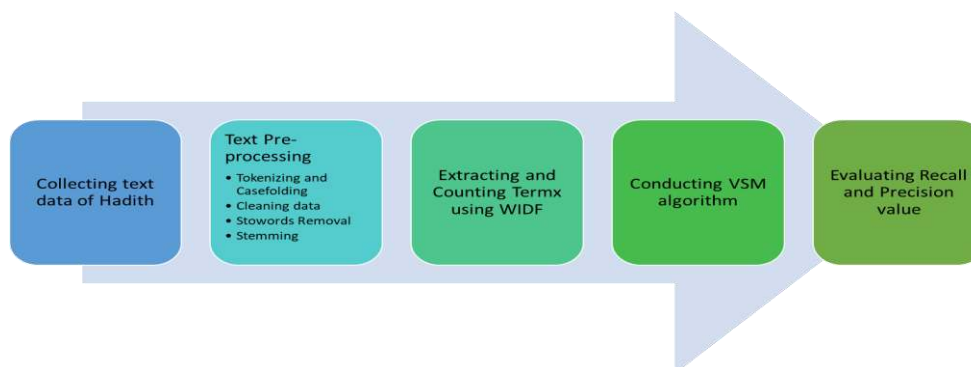 Collecting text
data of Hadith
Text Pre-
processing
• Tokenizing and
Casefolding
• Cleaning data
• Stowords Removal
• Stemming
Extracting and
Counting Termx
using WIDF
Conducting VSM
algorithm
Evaluating Recall
and Precision
value